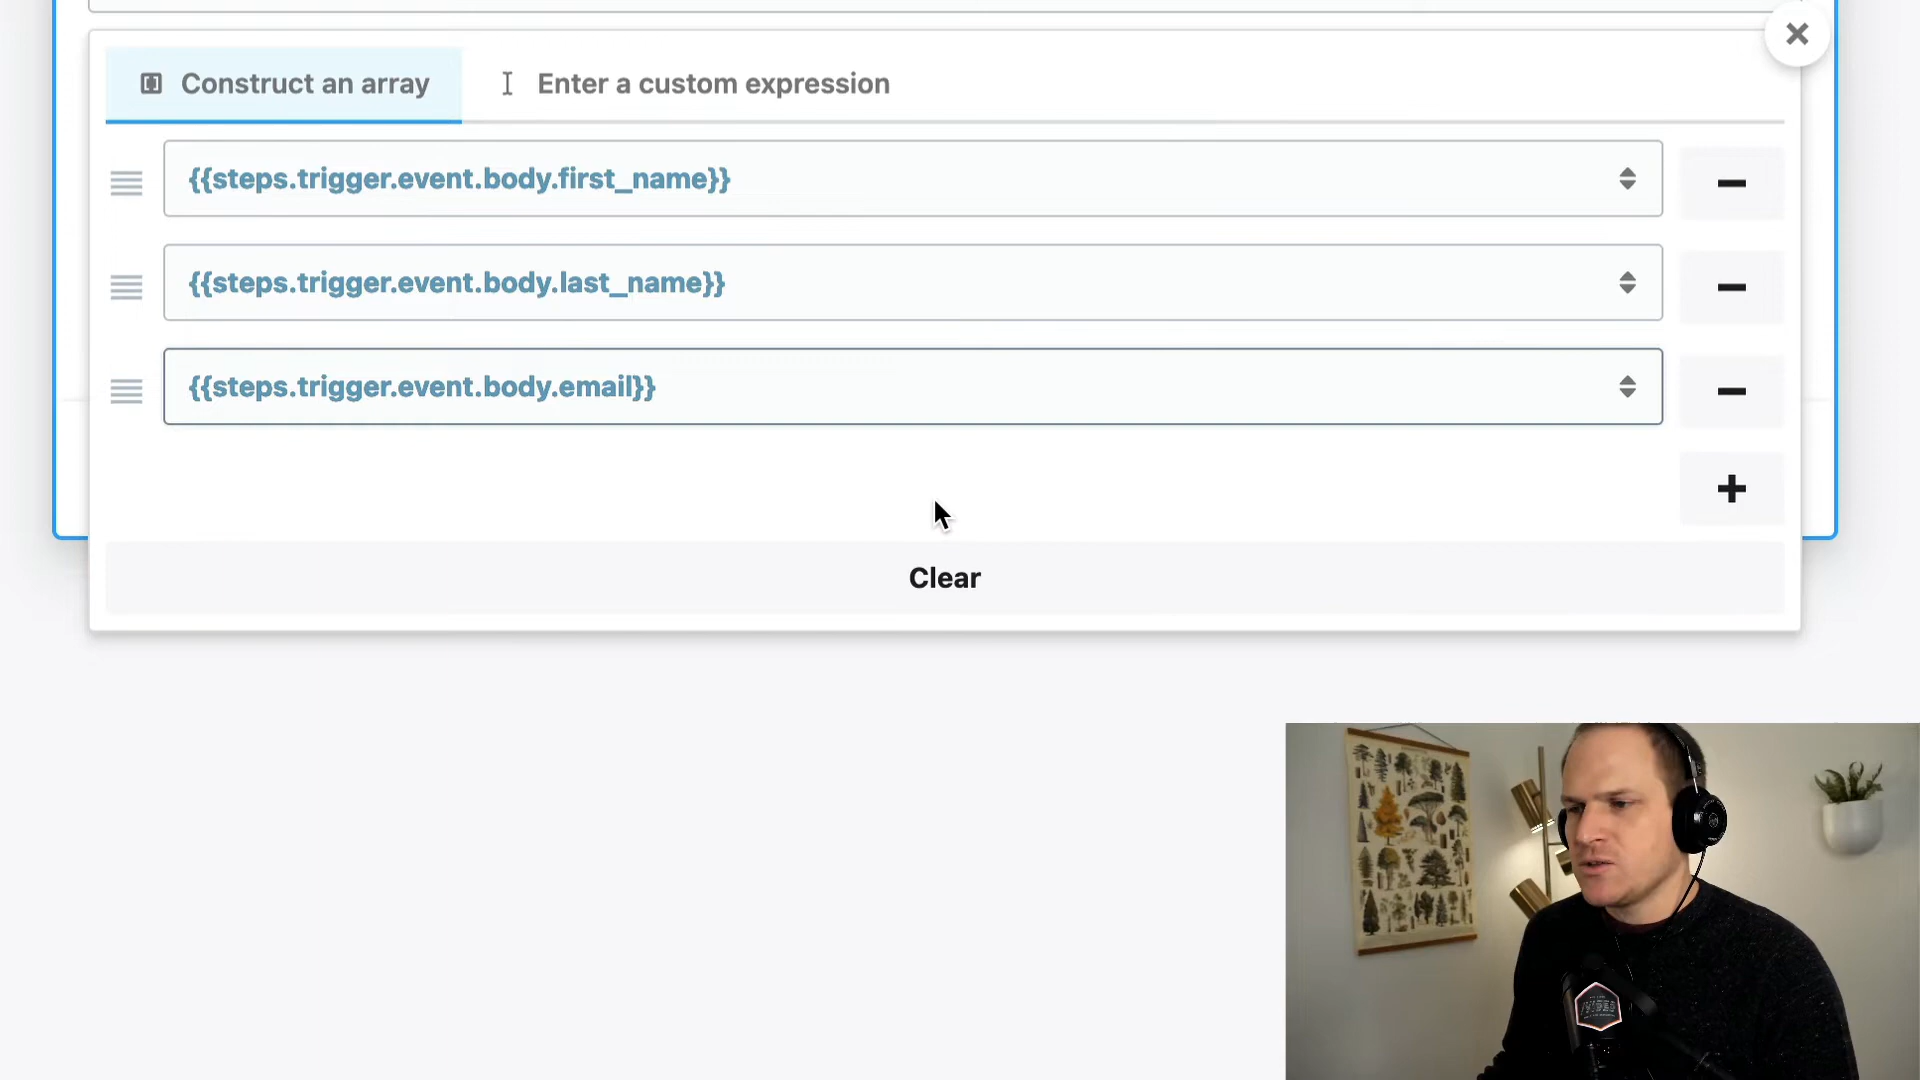 Construct an array
Enter a custom expression
{{steps.trigger.event.body.first_name}}
{{steps.trigger.event.body.last_name}}
{{steps.trigger.event.body.email}}
Clear